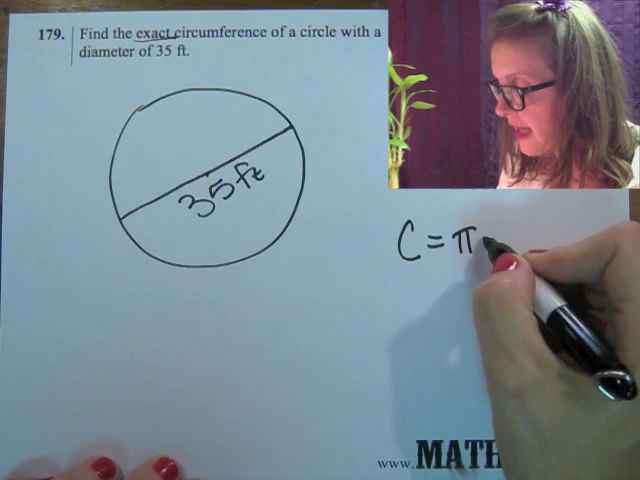 179. Find the exact circumference of a circle with a
diameter of 35 ft.
35 ft
C = π
www.MATH